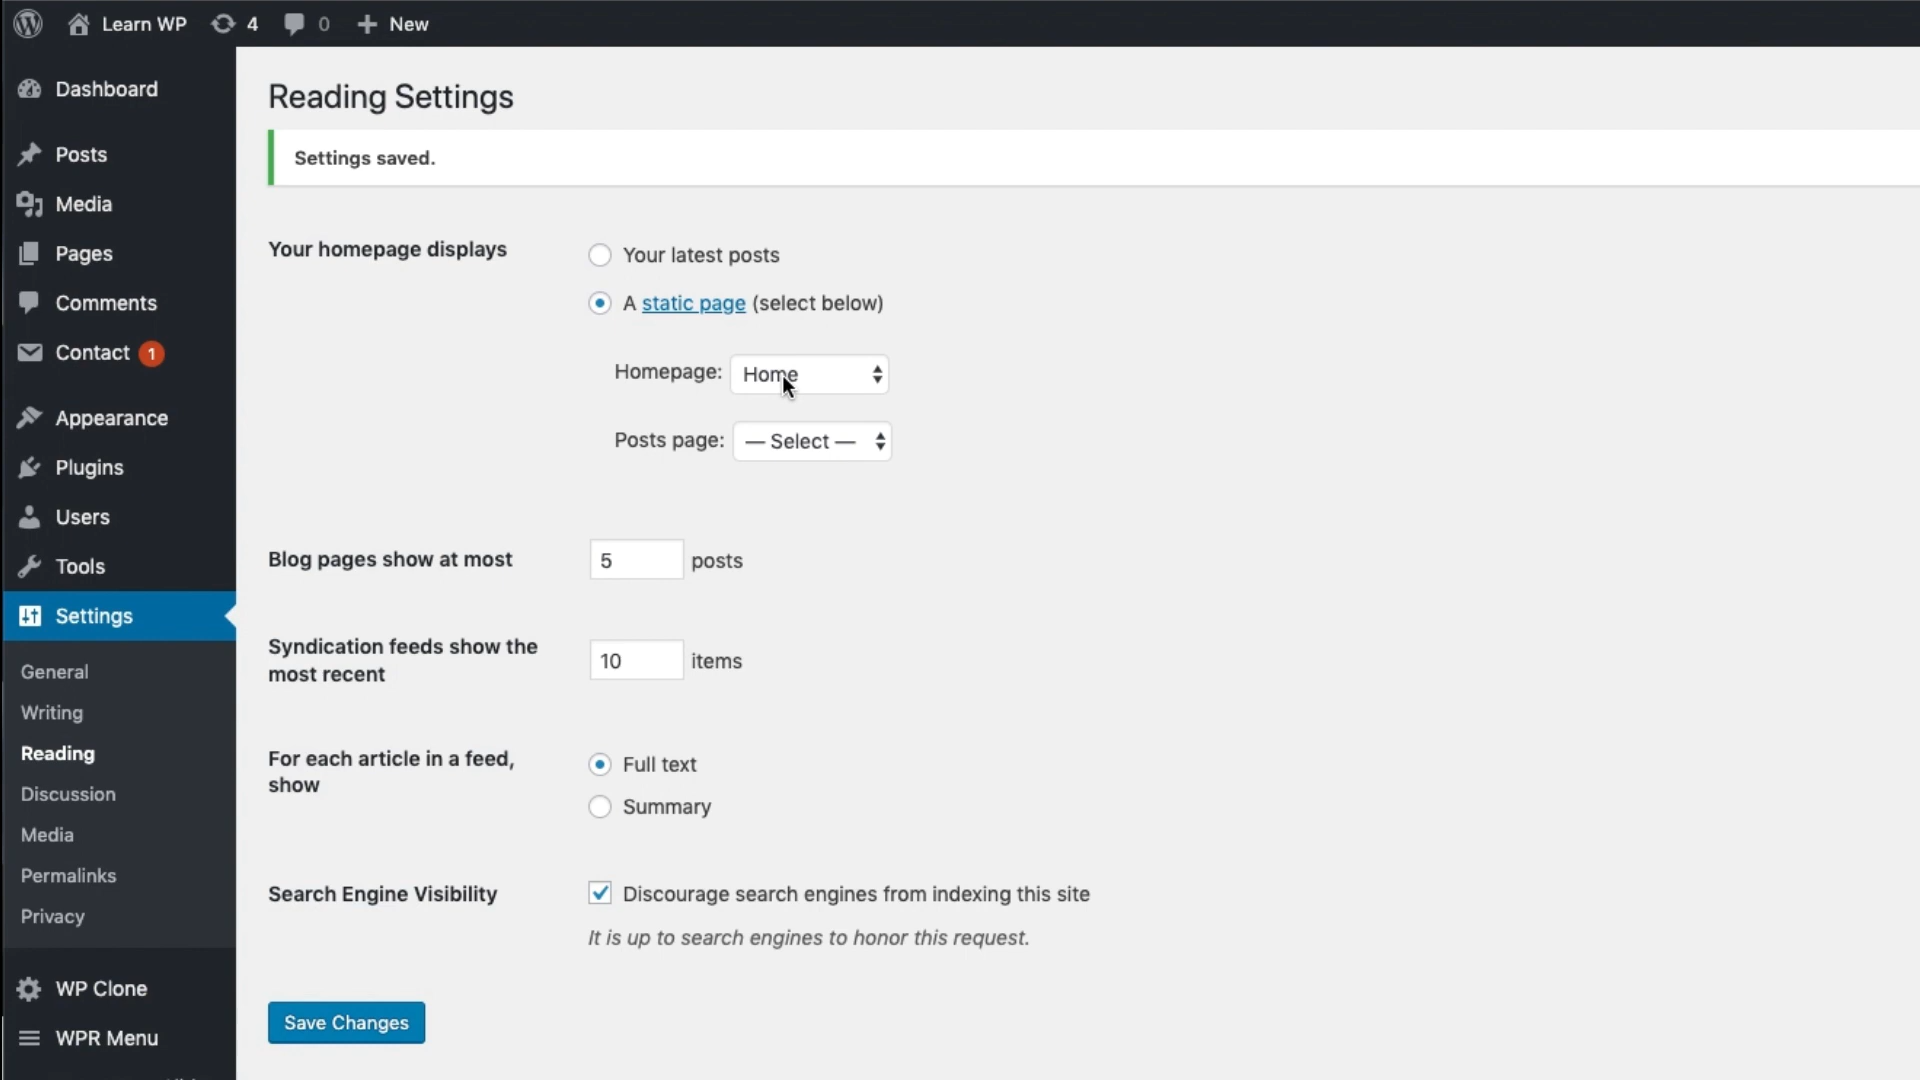 Learn WP 4 0 New
Dashboard
Posts
Media
Pages
Comments
Contact 1
Appearance
Plugins
Users
Tools
Settings
General
Writing
Reading
Discussion
Media
Permalinks
Privacy
WP Clone
WPR Menu
Reading Settings
Settings saved.
Your homepage displays
Your latest posts
A static page (select below)
Homepage: Home
Posts page: — Select —
Blog pages show at most 5 posts
Syndication feeds show the
most recent
10 items
For each article in a feed,
show
Full text
Summary
Search Engine Visibility
Discourage search engines from indexing this site
It is up to search engines to honor this request.
Save Changes